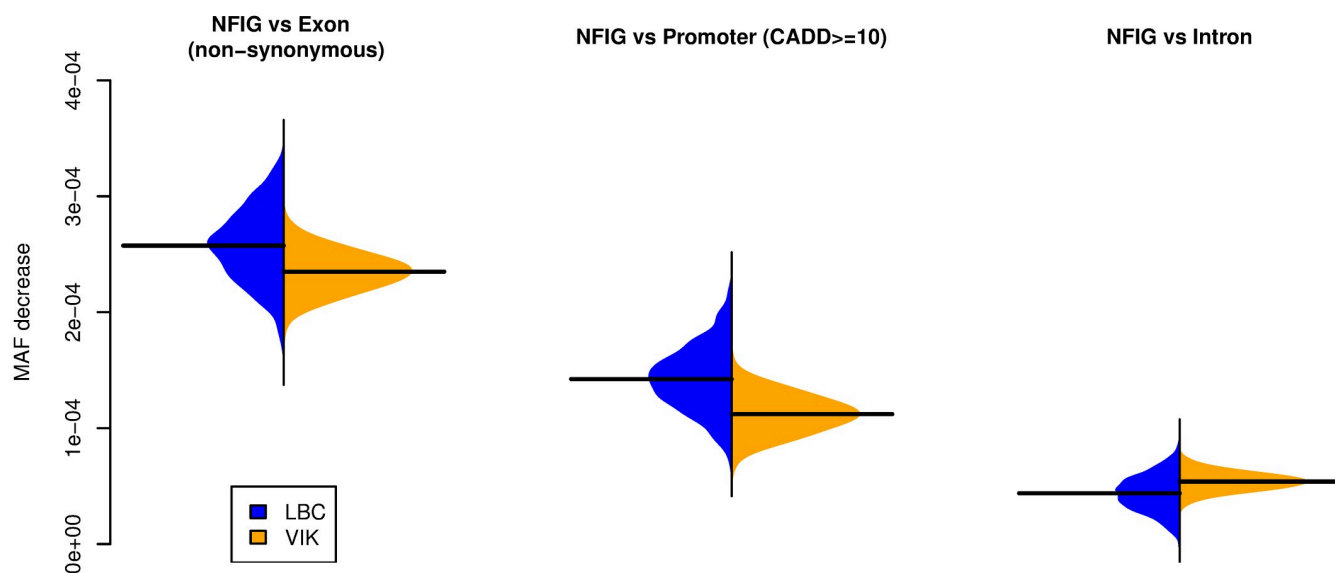 NFIG vs Exon
(non−synonymous)
NFIG vs Promoter (CADD>=10)
NFIG vs Intron
MAF decrease
4e−04
3e−04
2e−04
1e−04
0e+00
LBC
VIK